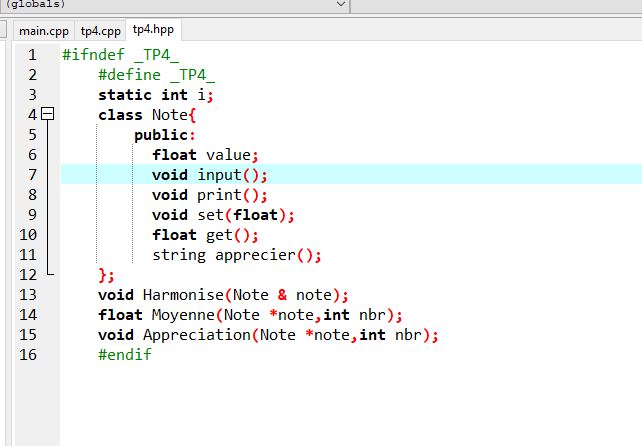 (globals)
main.cpp tp4.cpp tp4.hpp
1 #ifndef _TP4_
2 #define _TP4_
3 static int i;
4 class Note{
5 public:
6 float value;
7 void input();
8 void print();
9 void set(float);
10 float get();
11 string apprecier();
12 };
13 void Harmonise(Note & note);
14 float Moyenne(Note *note,int nbr);
15 void Appreciation(Note *note,int nbr);
16 #endif